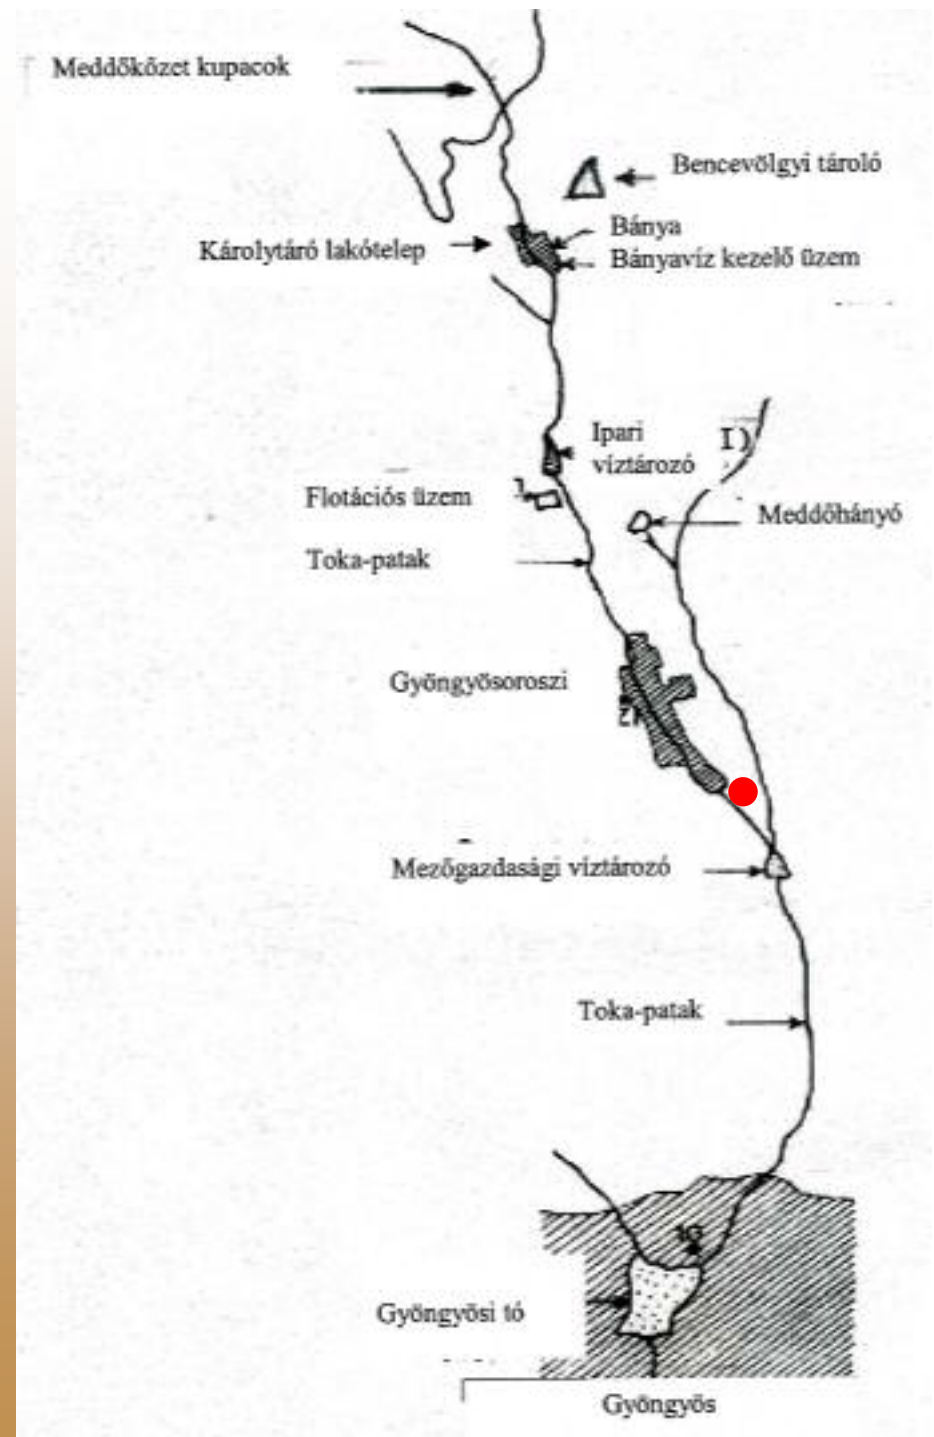 Meddőkőzet kupacok
Bencevölgyi tároló
Bánya
Károlytáró lakótelep
Bányavíz kezelő üzem
Ipari
víztározó
Flotációs üzem
Meddőhányó
Toka-patak
Gyöngyösoroszi
Mezőgazdasági víztározó
Toka-patak
Gyöngyösi tó
Gyöngyös